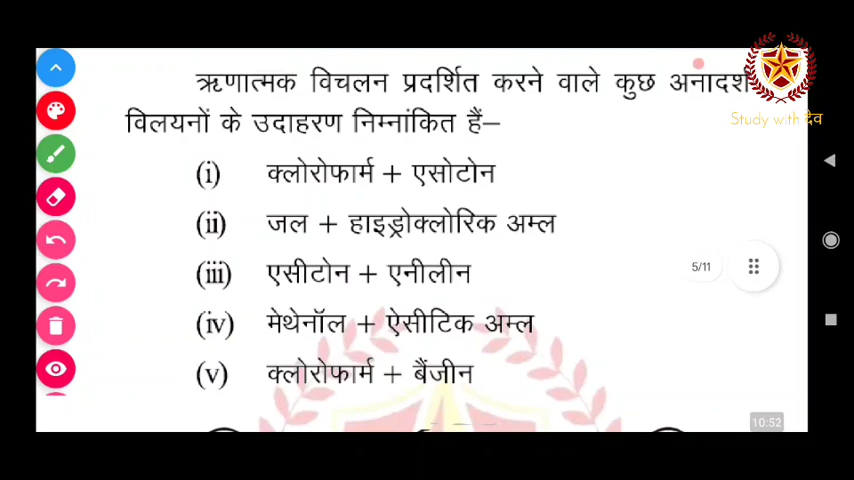 ऋणात्मक विचलन प्रदर्शित करने वाले कुछ अनादर्श
विलयनों के उदाहरण निम्नांकित हैं–
(i) क्लोरोफार्म + एसोटोन
(ii) जल + हाइड्रोक्लोरिक अम्ल
(iii) एसीटोन + एनीलीन
(iv) मेथेनॉल + ऐसीटिक अम्ल
(v) क्लोरोफार्म + बैंजीन
Study with देव
5/11
10:52